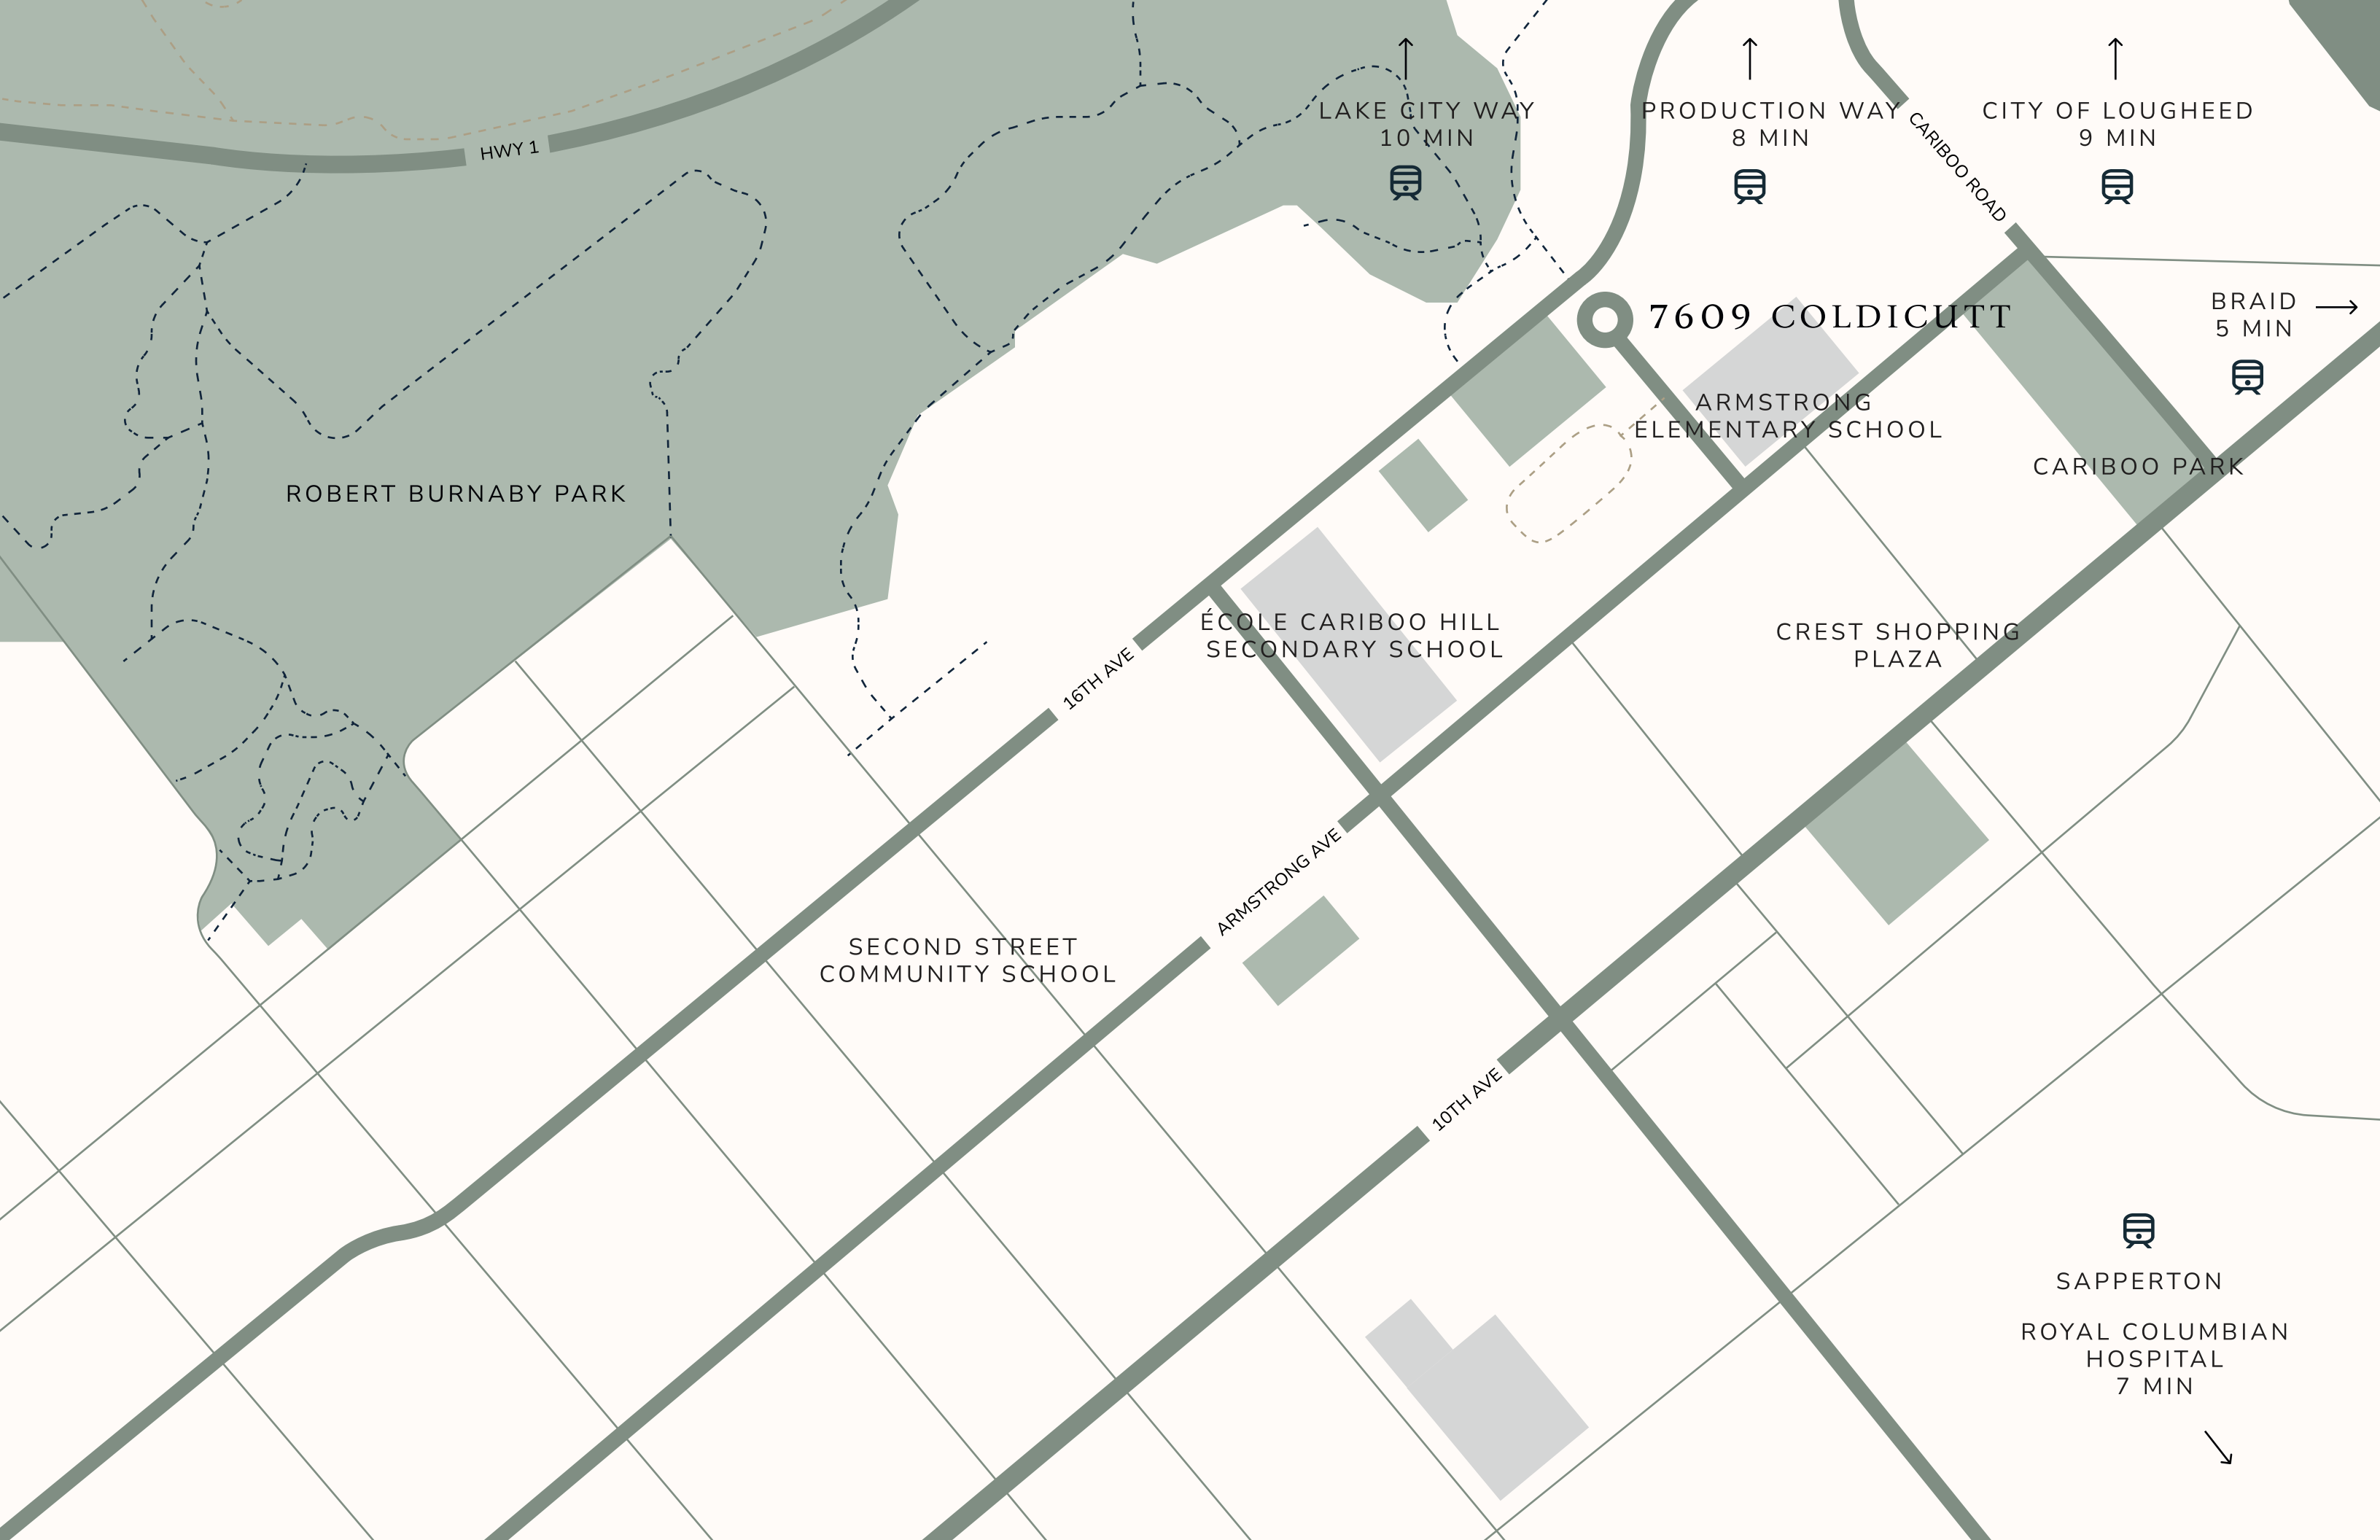 LAKE CITY WAY
10 MIN
PRODUCTION WAY
8 MIN
CITY OF LOUGHEED
9 MIN
CARIBOO ROAD
HWY 1
BRAID
5 MIN
7609 COLDICUTT
ARMSTRONG
ELEMENTARY SCHOOL
CARIBOO PARK
ROBERT BURNABY PARK
ÉCOLE CARIBOO HILL
SECONDARY SCHOOL
CREST SHOPPING
PLAZA
16TH AVE
ARMSTRONG AVE
SECOND STREET
COMMUNITY SCHOOL
10TH AVE
SAPPERTON
ROYAL COLUMBIAN
HOSPITAL
7 MIN